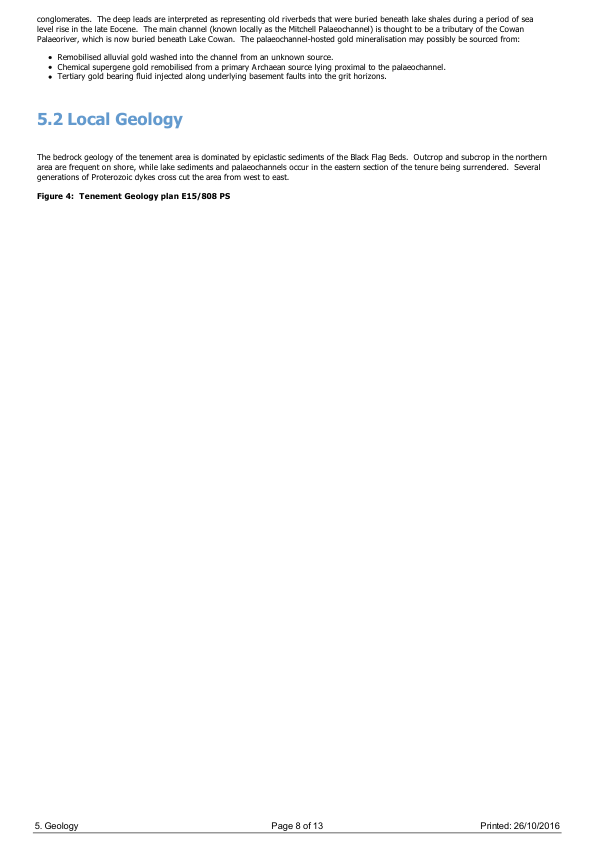 conglomerates.  The deep leads are interpreted as representing old riverbeds that were buried beneath lake shales during a period of sea
level rise in the late Eocene.  The main channel (known locally as the Mitchell Palaeochannel) is thought to be a tributary of the Cowan
Palaeoriver, which is now buried beneath Lake Cowan.  The palaeochannel-hosted gold mineralisation may possibly be sourced from:
• Remobilised alluvial gold washed into the channel from an unknown source.
• Chemical supergene gold remobilised from a primary Archaean source lying proximal to the palaeochannel.
• Tertiary gold bearing fluid injected along underlying basement faults into the grit horizons.
5.2 Local Geology
The bedrock geology of the tenement area is dominated by epiclastic sediments of the Black Flag Beds.  Outcrop and subcrop in the northern
area are frequent on shore, while lake sediments and palaeochannels occur in the eastern section of the tenure being surrendered.  Several
generations of Proterozoic dykes cross cut the area from west to east.
Figure 4:  Tenement Geology plan E15/808 PS
5. Geology Page 8 of 13 Printed: 26/10/2016